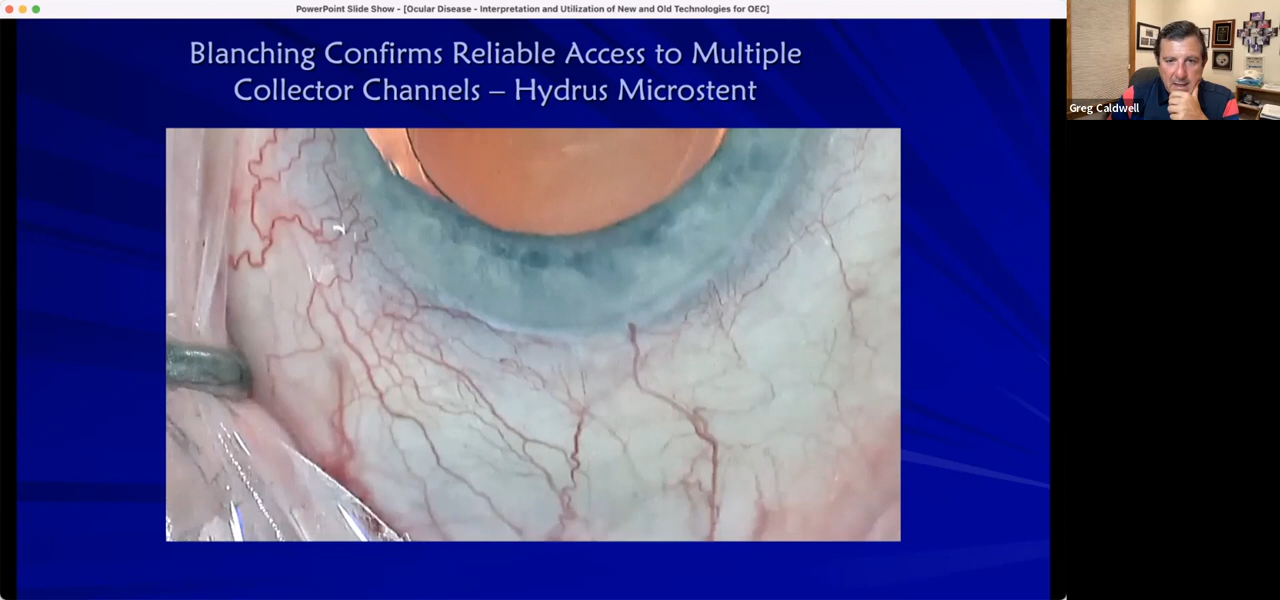 PowerPoint Slide Show - [Ocular Disease - Interpretation and Utilization of New and Old Technologies for OEC]
Blanching Confirms Reliable Access to Multiple
Collector Channels – Hydrus Microstent
Greg Caldwell